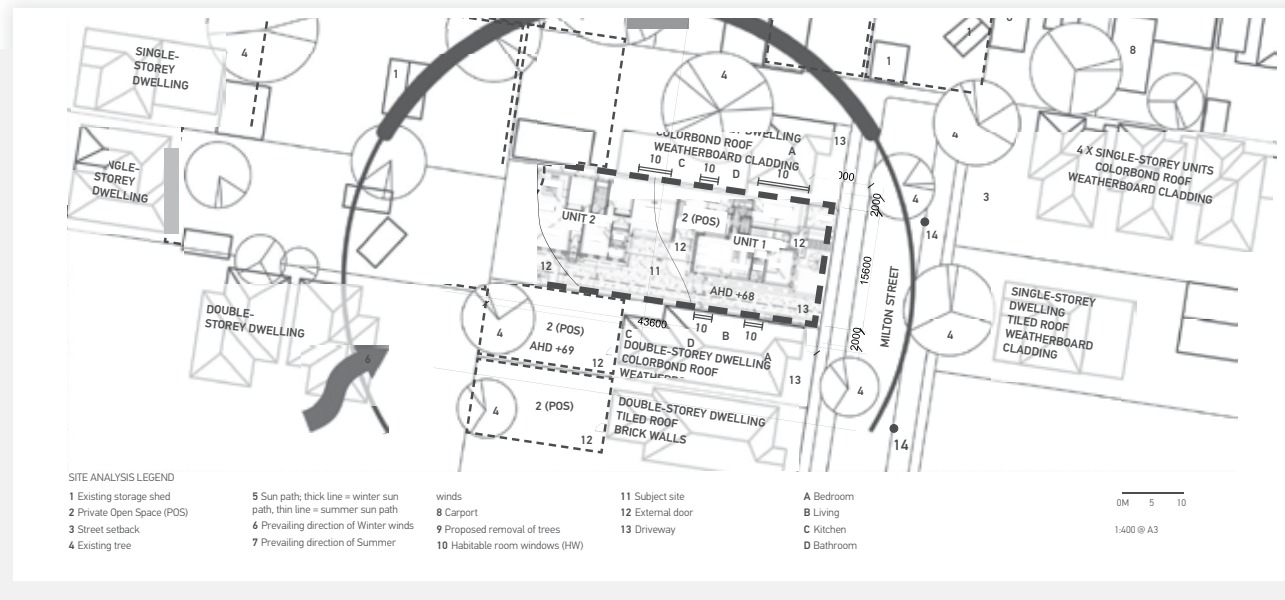 SINGLE-
STOREY
DWELLING
4
1
4
1
1
8
4
4 X SINGLE-STOREY UNITS
COLORBOND ROOF
WEATHERBOARD CLADDING
DWELLING
COLORBOND ROOF
WEATHERBOARD CLADDING
A
13
10
C
10
D
10
STOREY
DWELLING
000
2000
4
3
14
UNIT 2
2 (POS)
UNIT 1
12
12
12
11
AHD +68
13
15600
MILTON STREET
2000
DOUBLE-
STOREY DWELLING
4
2 (POS)
AHD +69
12
43600
10
B
10
C
D
A
DOUBLE-STOREY DWELLING
COLORBOND ROOF
13
4
SINGLE-STOREY
DWELLING
TILED ROOF
WEATHERBOARD
CLADDING
6
4
2 (POS)
12
DOUBLE-STOREY DWELLING
TILED ROOF
BRICK WALLS
4
14
SITE ANALYSIS LEGEND
1 Existing storage shed
2 Private Open Space (POS)
3 Street setback
4 Existing tree
5 Sun path; thick line = winter sun
path, thin line = summer sun path
6 Prevailing direction of Winter winds
7 Prevailing direction of Summer
winds
8 Carport
9 Proposed removal of trees
10 Habitable room windows (HW)
11 Subject site
12 External door
13 Driveway
A Bedroom
B Living
C Kitchen
D Bathroom
0M 5 10
1:400 @ A3